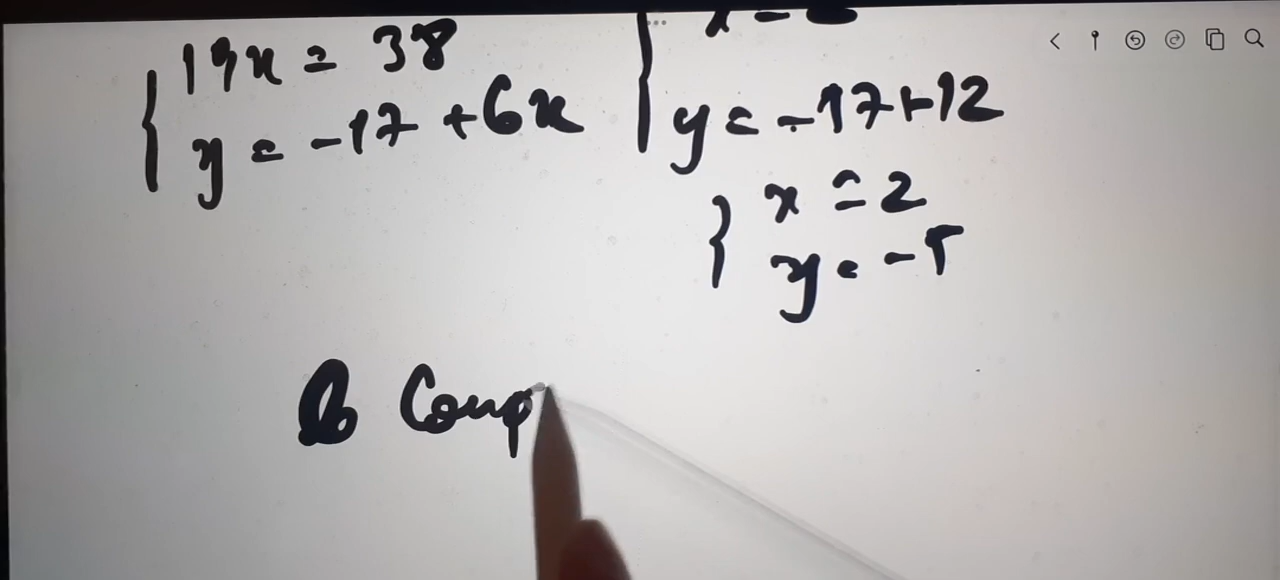 19x = 38
y = -17 + 6x
y = -17 + 12
x = 2
y = -5
Coup